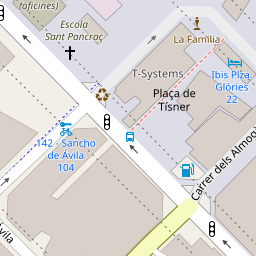 (oficines)
Escola
Sant Pancraç
La Família
T-Systems
Ibis Plza.
Glòries
22
Plaça de
Tísner
142 - Sancho
de Ávila
104
Carrer dels Almog
Àvila